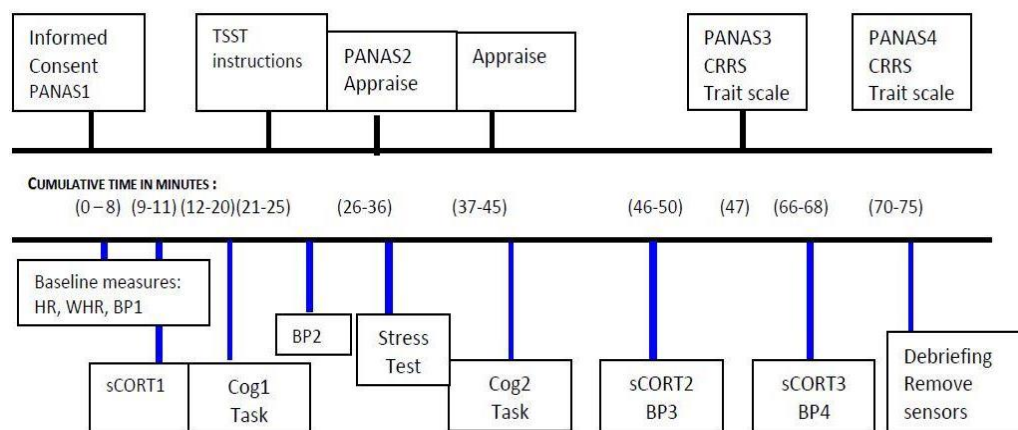 Informed
Consent
PANAS1
TSST
instructions
PANAS2
Appraise
Appraise
PANAS3
CRRS
Trait scale
PANAS4
CRRS
Trait scale
CUMULATIVE TIME IN MINUTES :
(0 – 8) (9-11) (12-20)(21-25) (26-36) (37-45) (46-50) (47) (66-68) (70-75)
Baseline measures:
HR, WHR, BP1
sCORT1
Cog1
Task
BP2
Stress
Test
Cog2
Task
sCORT2
BP3
sCORT3
BP4
Debriefing
Remove
sensors